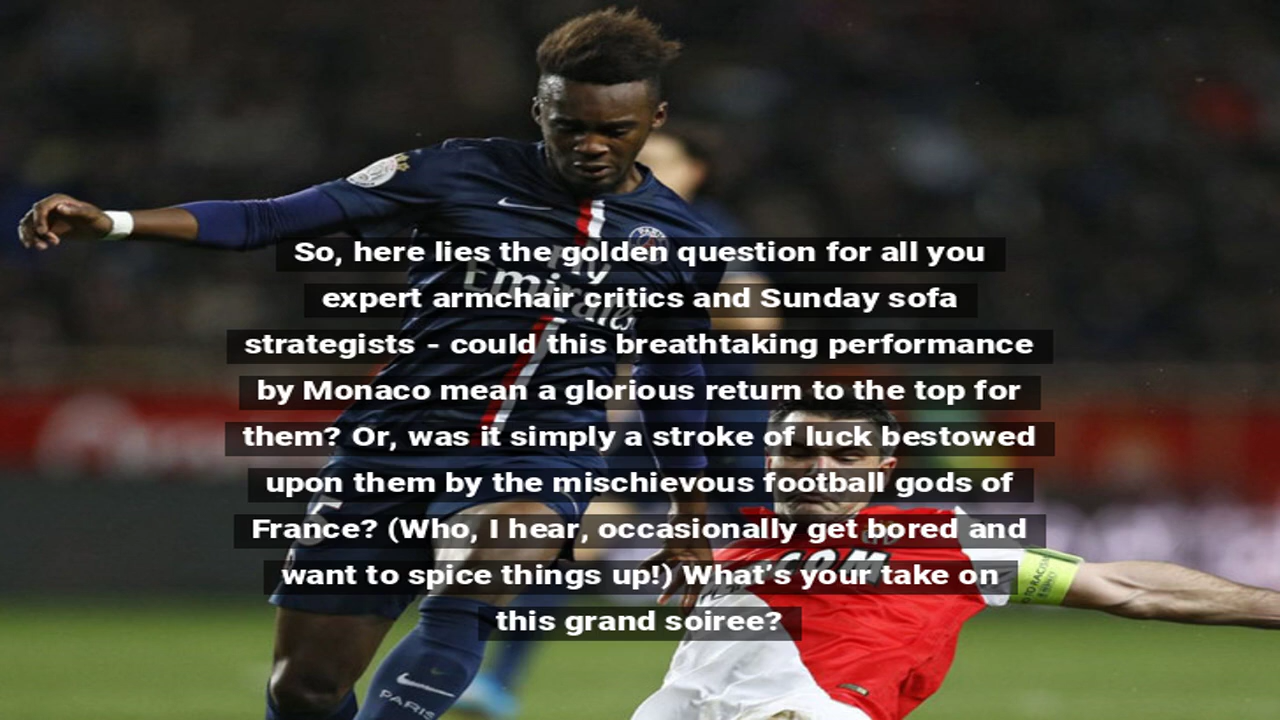 So, here lies the golden question for all you
expert armchair critics and Sunday sofa
strategists - could this breathtaking performance
by Monaco mean a glorious return to the top for
them? Or, was it simply a stroke of luck bestowed
upon them by the mischievous football gods of
France? (Who, I hear, occasionally get bored and
want to spice things up!) What's your take on
this grand soiree?
Fly
Emirates
PARIS